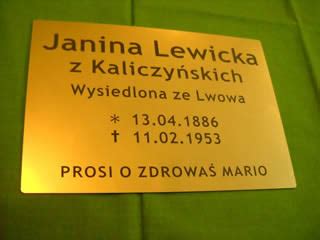 Janina Lewicka
z Kaliczyńskich
Wysiedlona ze Lwowa
* 13.04.1886
† 11.02.1953
PROSI O ZDROWAŚ MARIO